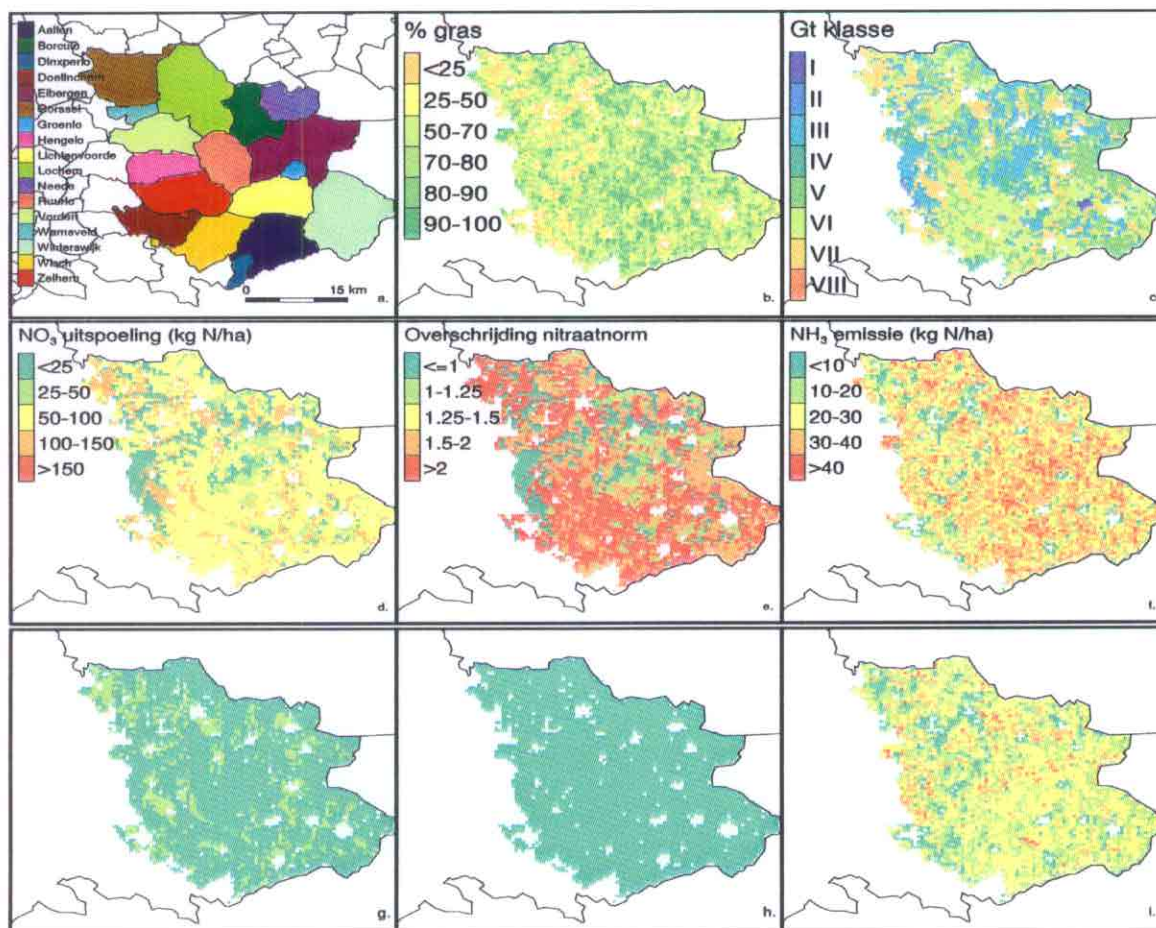 Aalten
Borculo
Dinxperlo
Doetinchem
Eibergen
Gorssel
Groenlo
Hengelo
Lichtenvoorde
Lochem
Neede
Ruurlo
Vorden
Warnsveld
Winterswijk
Wisch
Zelhem
0 15 km
a.
% gras
<25
25-50
50-70
70-80
80-90
90-100
b.
Gt klasse
I
II
III
IV
V
VI
VII
VIII
c.
NO₃ uitspoeling (kg N/ha)
<25
25-50
50-100
100-150
>150
d.
Overschrijding nitraatnorm
<=1
1-1.25
1.25-1.5
1.5-2
>2
e.
NH₃ emissie (kg N/ha)
<10
10-20
20-30
30-40
>40
f.
g.
h.
i.